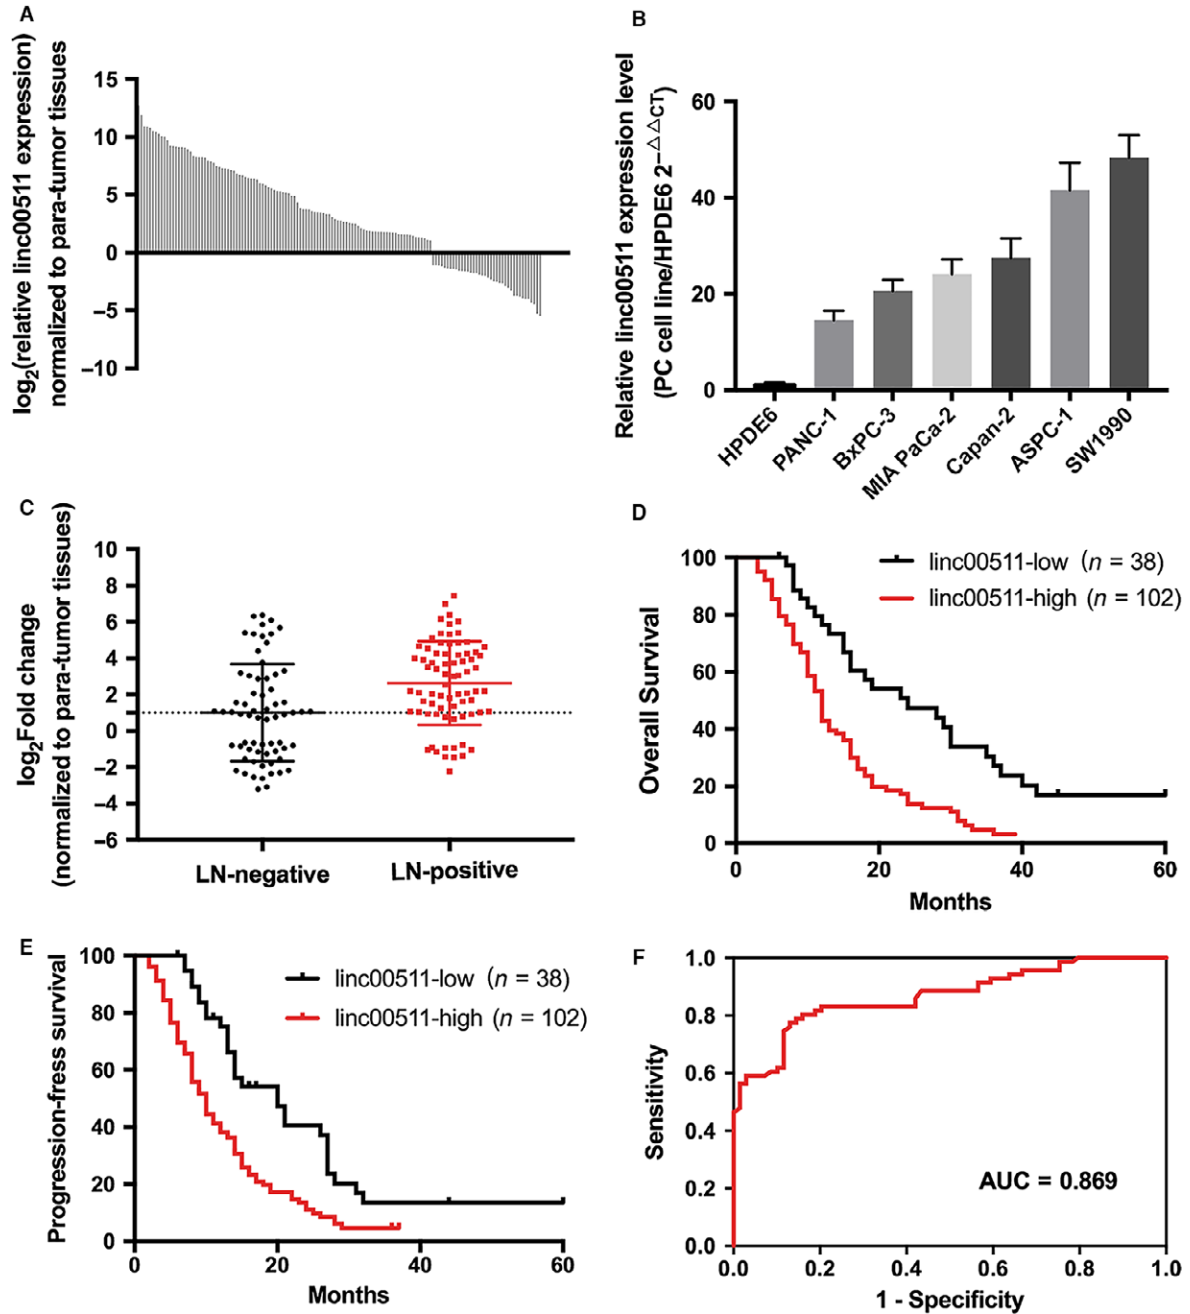 A
log2(relative linc00511 expression)
normalized to para-tumor tissues
15
10
5
0
−5
−10
B
Relative linc00511 expression level
(PC cell line/HPDE6 2−△△CT)
60
40
20
0
HPDE6
PANC-1
BxPC-3
MIA PaCa-2
Capan-2
ASPC-1
SW1990
C
log2Fold change
(normalized to para-tumor tissues)
10
8
6
4
2
0
−2
−4
−6
LN-negative
LN-positive
D
Overall Survival
100
80
60
40
20
0
linc00511-low (n = 38)
linc00511-high (n = 102)
0
20
40
60
Months
E
Progression-fress survival
100
80
60
40
20
0
linc00511-low (n = 38)
linc00511-high (n = 102)
0
20
40
60
Months
F
Sensitivity
1.0
0.8
0.6
0.4
0.2
0.0
AUC = 0.869
0.0
0.2
0.4
0.6
0.8
1.0
1 - Specificity